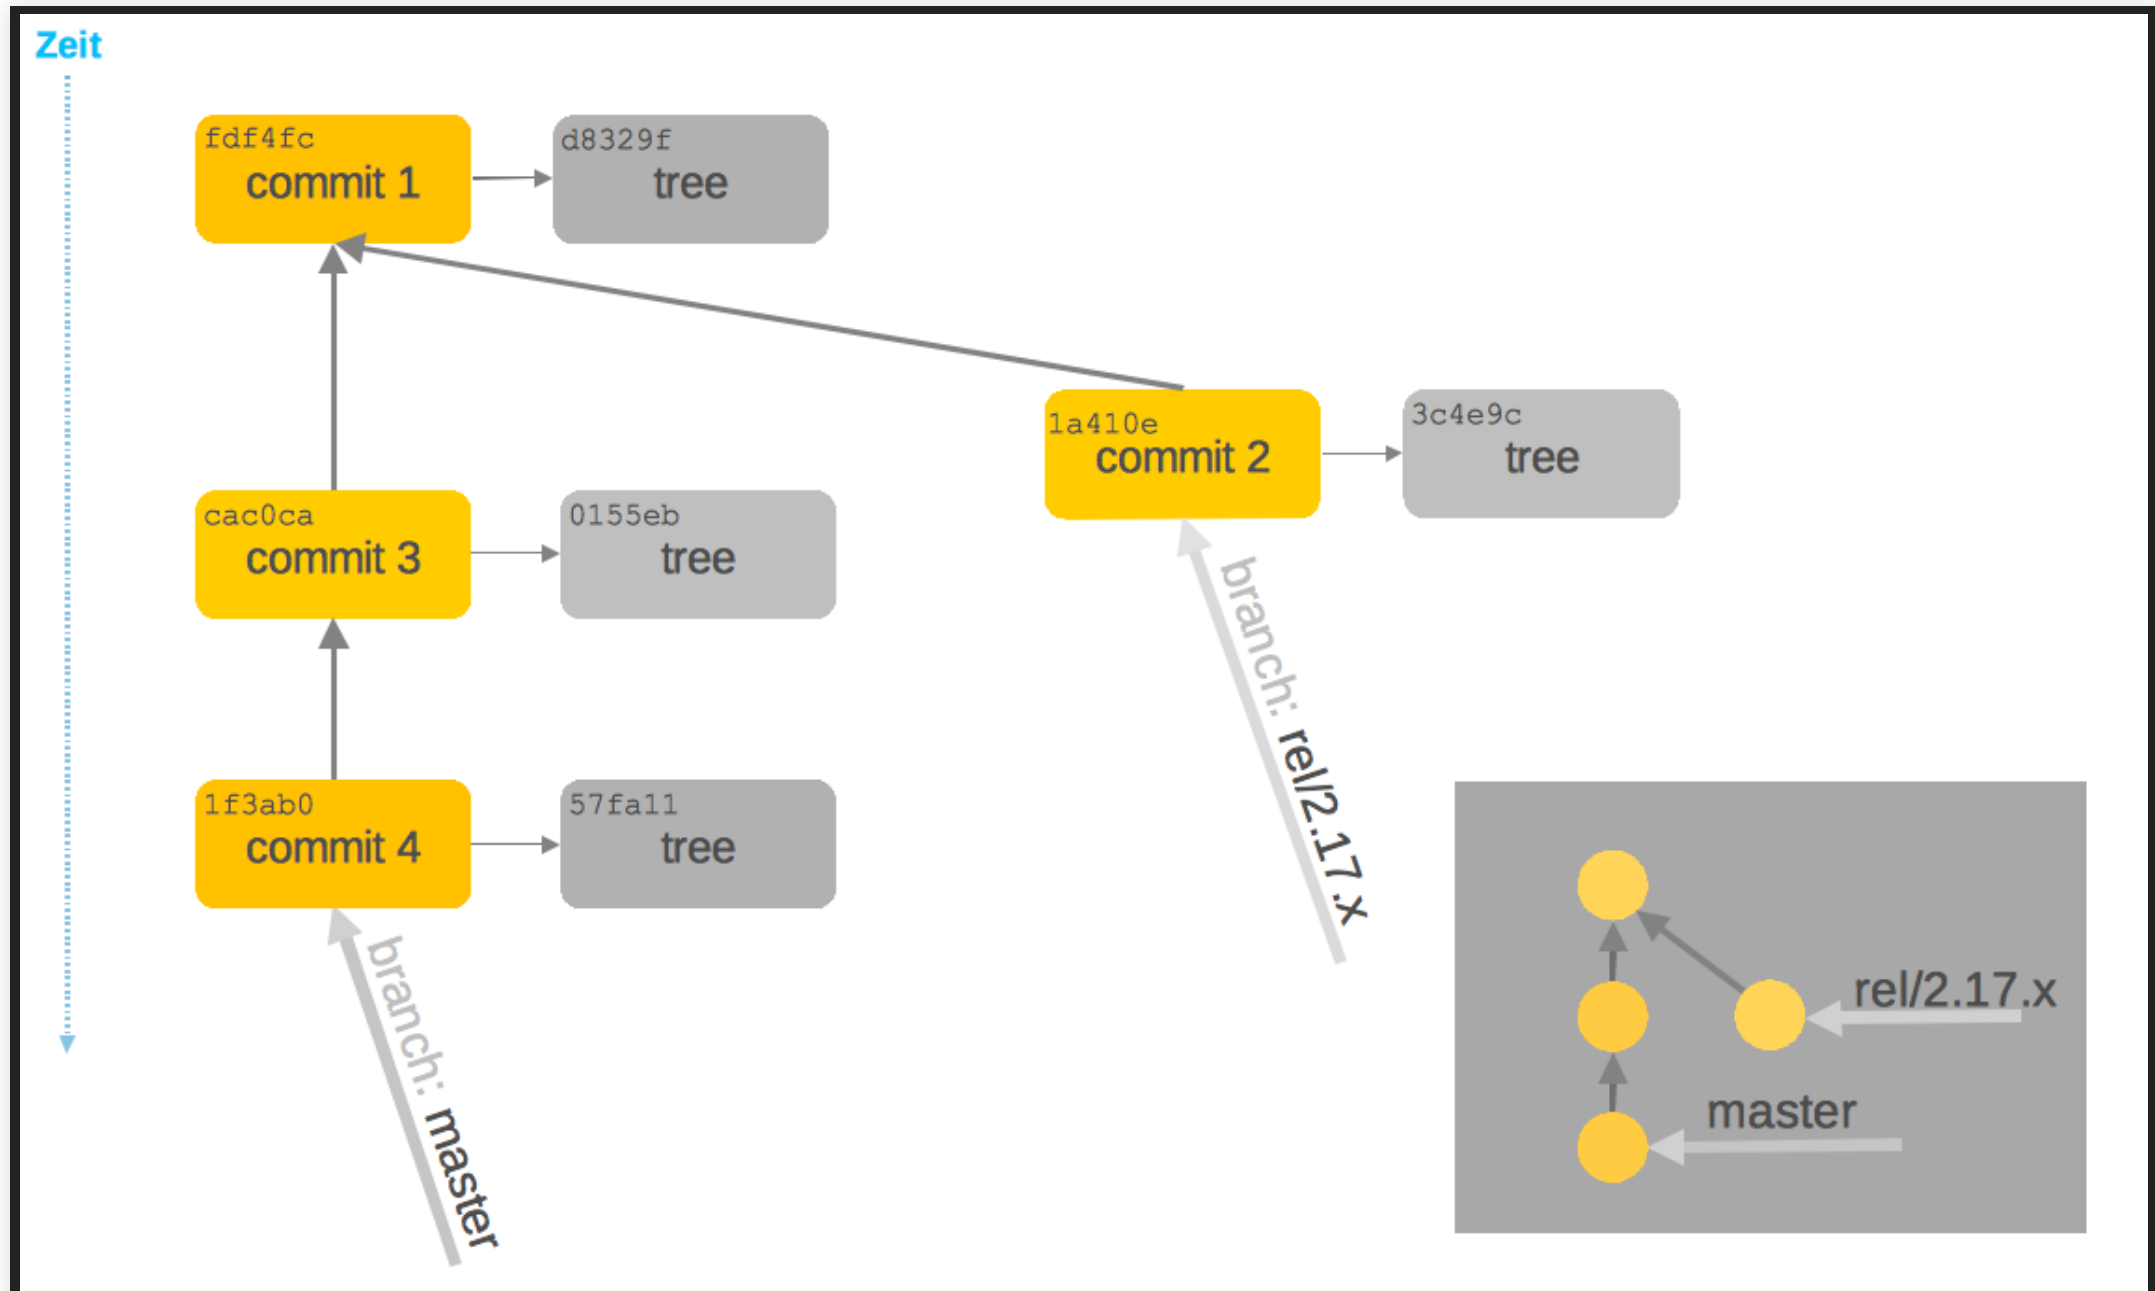 Zeit
fdf4fc
commit 1
d8329f
tree
1a410e
commit 2
3c4e9c
tree
cac0ca
commit 3
0155eb
tree
branch: rel/2.17.x
1f3ab0
commit 4
57fa11
tree
branch: master
rel/2.17.x
master